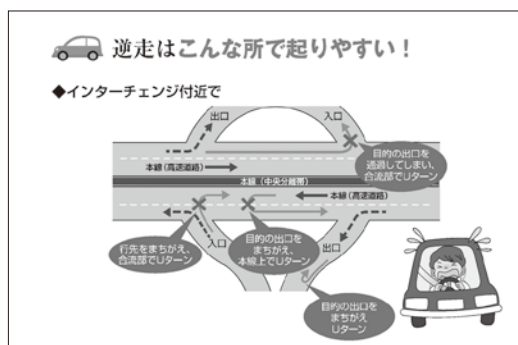 逆走はこんな所で起りやすい！
◆インターチェンジ付近で
出口
入口
目的の出口を
通過してしまい、
合流部でUターン
本線(高速道路)
本線(中央分離帯)
本線(高速道路)
行先をまちがえ、
合流部でUターン
入口
目的の出口を
まちがえ、
本線上でUターン
出口
目的の出口を
まちがえ
Uターン